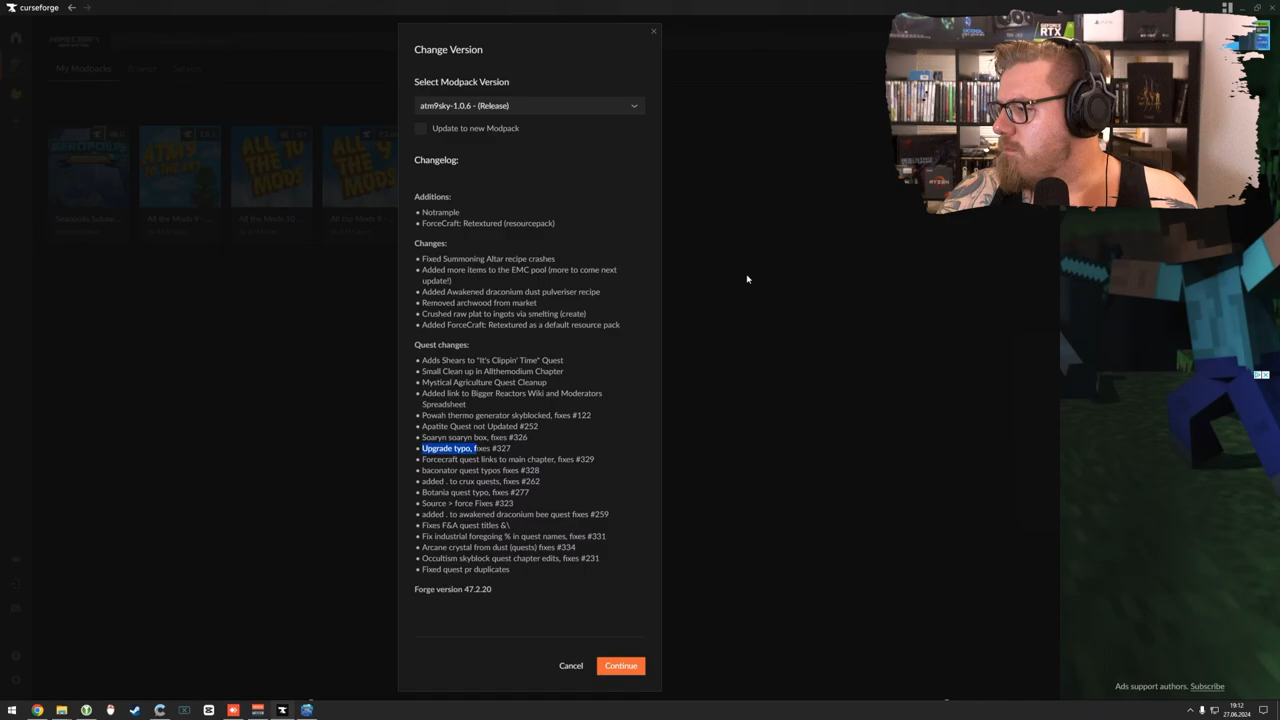 curseforge
Change Version
Select Modpack Version
My Modpacks
atm9sky-1.0.6 - (Release)
Update to new Modpack
Changelog:
Additions:
• Notrample
• ForceCraft: Retextured (resourcepack)
Changes:
• Fixed Summoning Altar recipe crashes
• Added more items to the EMC pool (more to come next
update!)
• Added Awakened draconium dust pulveriser recipe
• Removed archwood from market
• Crushed raw plat to ingots via smelting (create)
• Added ForceCraft: Retextured as a default resource pack
Quest changes:
• Adds Shears to "It's Clippin' Time" Quest
• Small Clean up in Allthemodium Chapter
• Mystical Agriculture Quest Cleanup
• Added link to Bigger Reactors Wiki and Moderators
Spreadsheet
• Powah thermo generator skyblocked, fixes #122
• Apatite Quest not Updated #252
• Soaryn soaryn box, fixes #326
• Upgrade typo, fixes #327
• Forcecraft quest links to main chapter, fixes #329
• baconator quest typos fixes #328
• added . to crux quests, fixes #262
• Botania quest typo, fixes #277
• Source > force Fixes #323
• added . to awakened draconium bee quest fixes #259
• Fixes F&A quest titles &\
• Fix industrial foregoing % in quest names, fixes #331
• Arcane crystal from dust (quests) fixes #334
• Occultism skyblock quest chapter edits, fixes #231
• Fixed quest pr duplicates
Forge version 47.2.20
Cancel
Continue
Ads support authors. Subscribe
19:12
27.06.2024